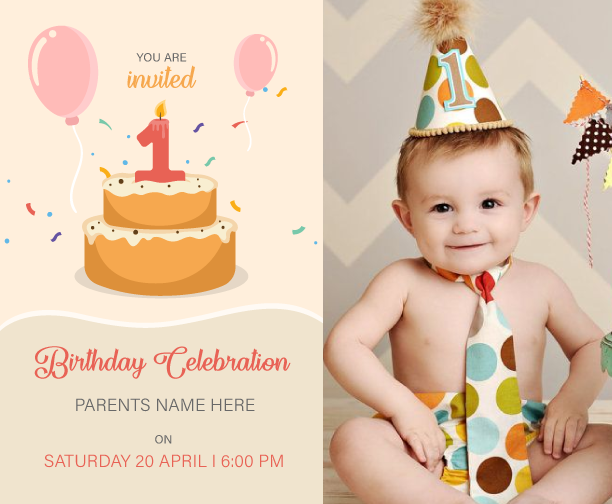 YOU ARE
invited
1
Birthday Celebration
PARENTS NAME HERE
ON
SATURDAY 20 APRIL I 6:00 PM
1